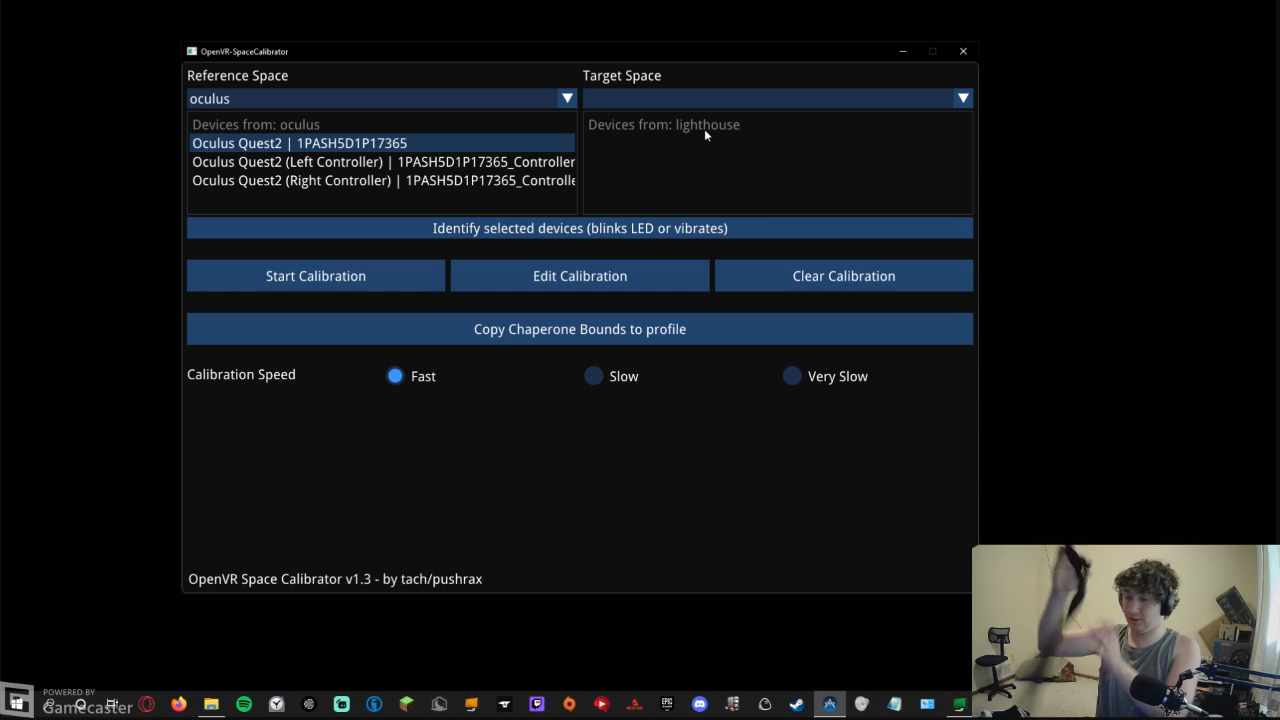 OpenVR-SpaceCalibrator
Reference Space
Target Space
oculus
Devices from: oculus
Devices from: lighthouse
Oculus Quest2 | 1PASH5D1P17365
Oculus Quest2 (Left Controller) | 1PASH5D1P17365_Controller
Oculus Quest2 (Right Controller) | 1PASH5D1P17365_Controlle
Identify selected devices (blinks LED or vibrates)
Start Calibration
Edit Calibration
Clear Calibration
Copy Chaperone Bounds to profile
Calibration Speed
Fast
Slow
Very Slow
OpenVR Space Calibrator v1.3 - by tach/pushrax
POWERED BY
Gamecaster
EPIC